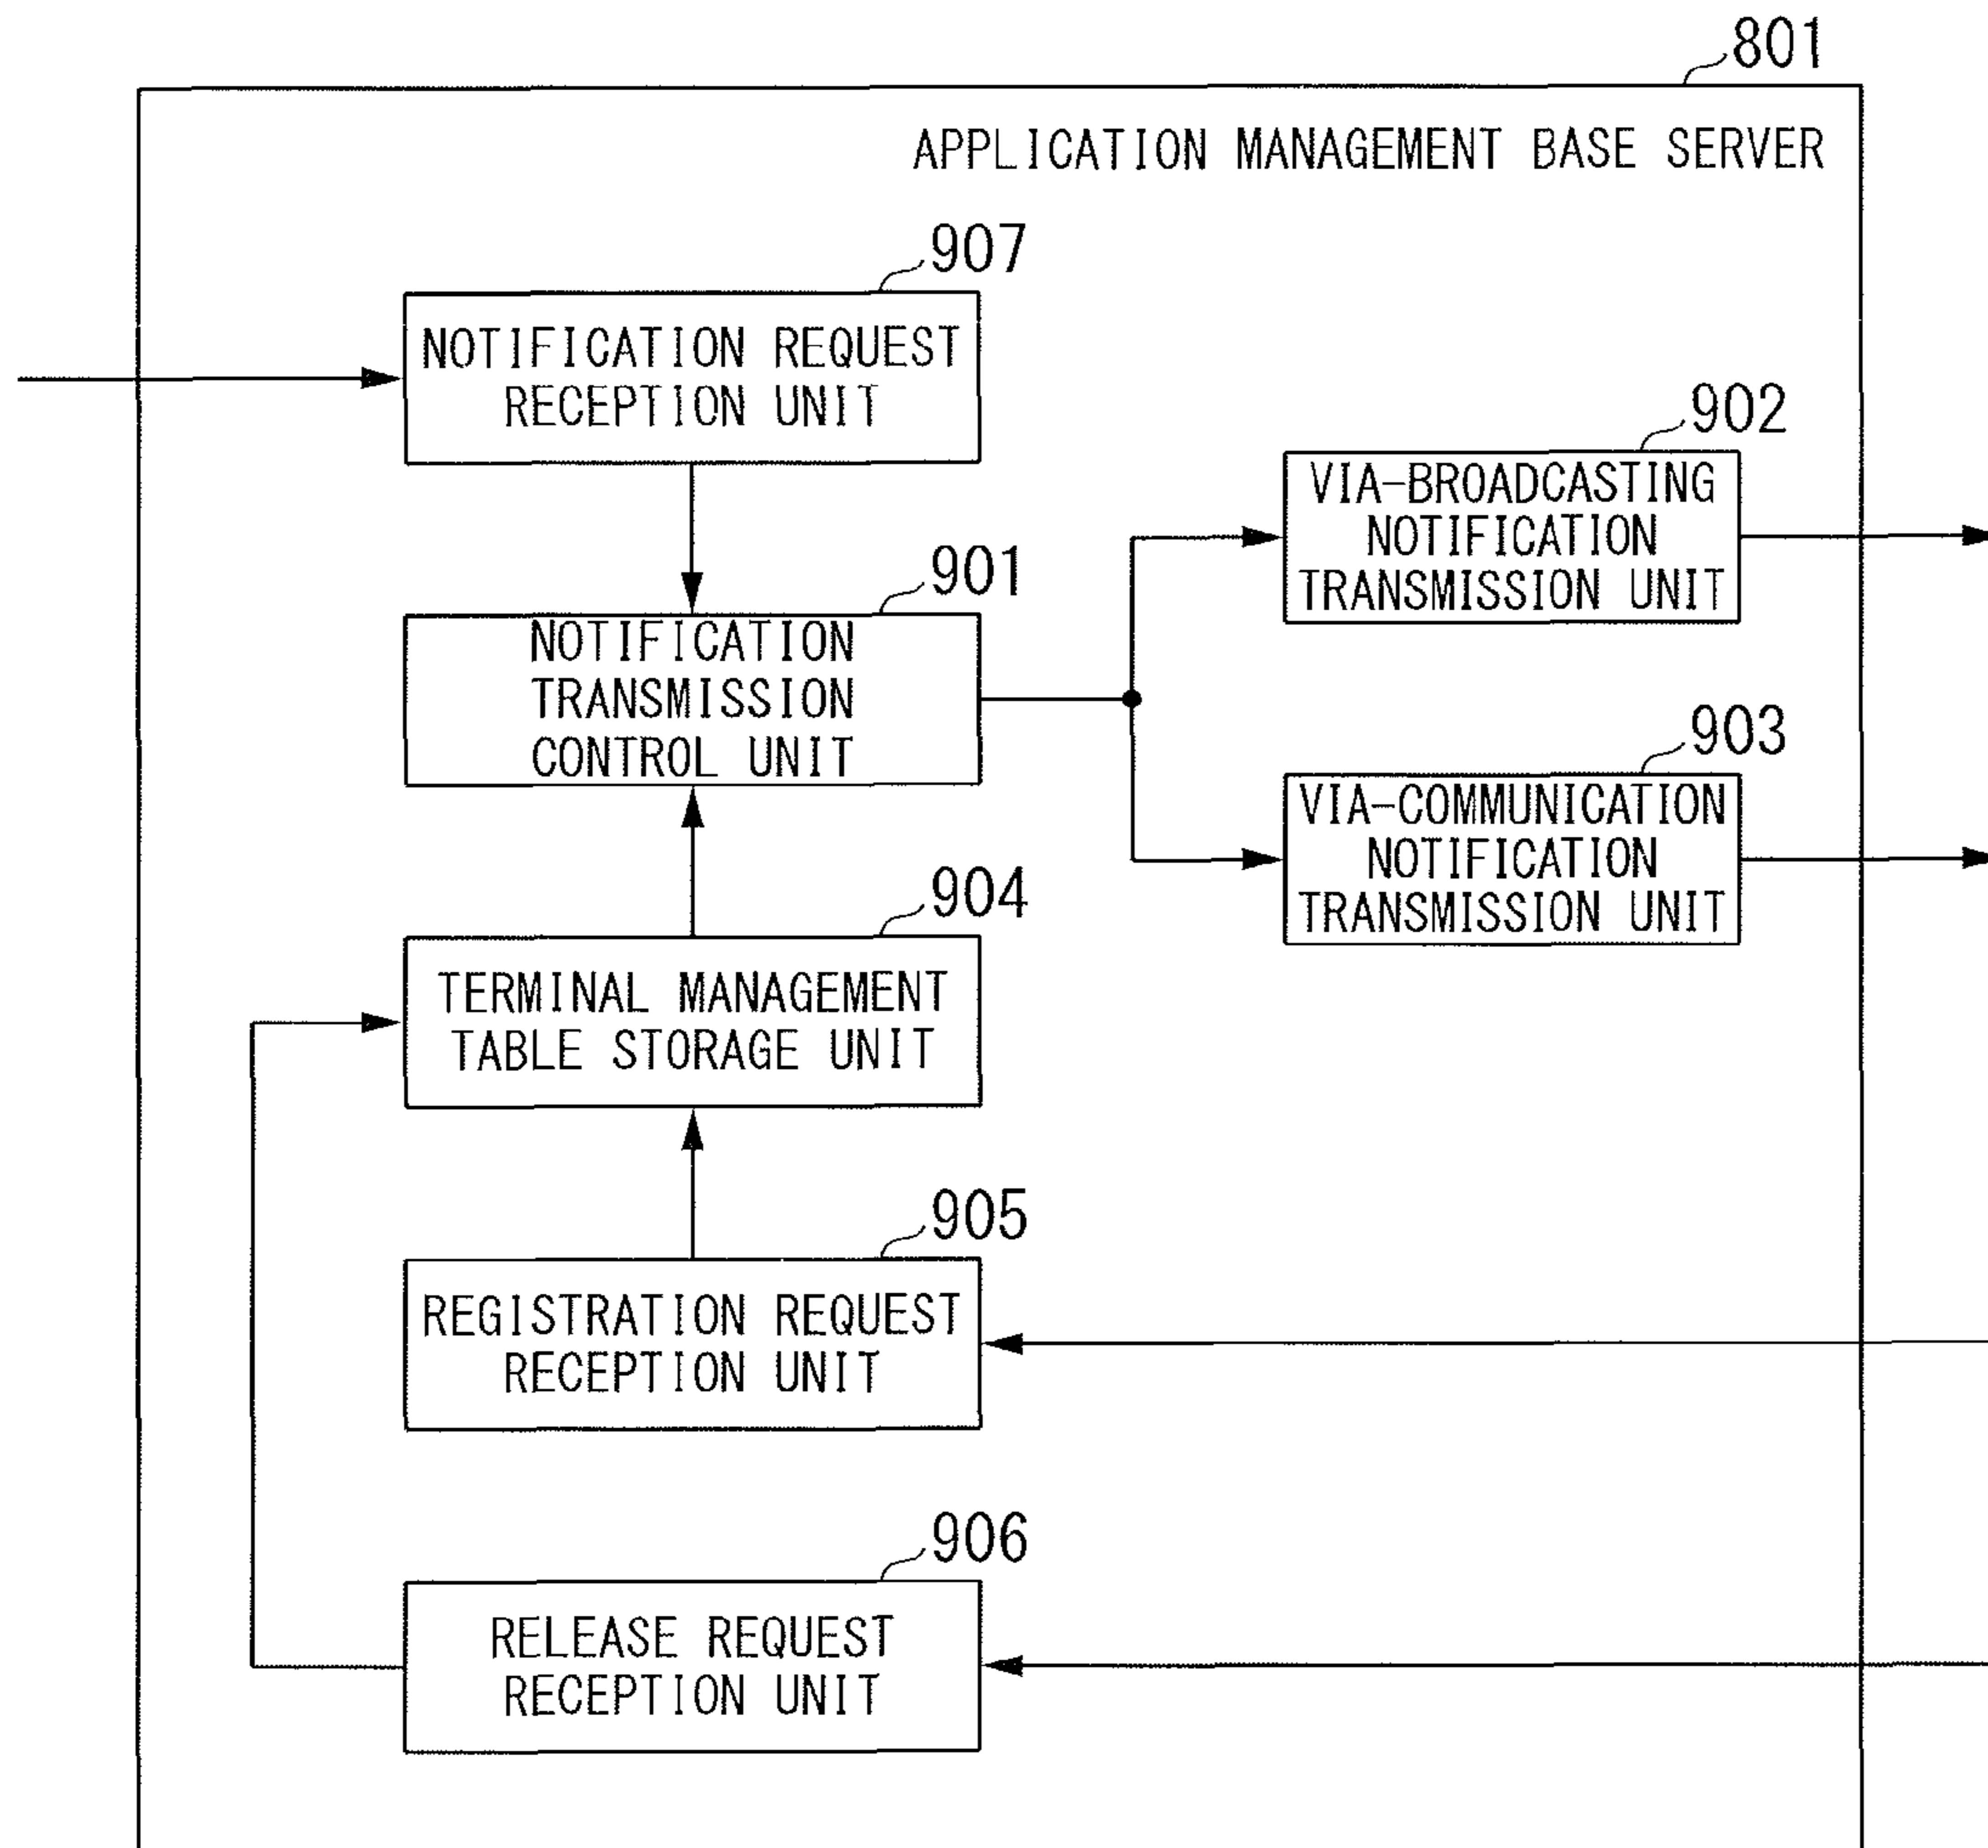 801
APPLICATION MANAGEMENT BASE SERVER
907
NOTIFICATION REQUEST
RECEPTION UNIT
902
VIA-BROADCASTING
NOTIFICATION
TRANSMISSION UNIT
901
NOTIFICATION
TRANSMISSION
CONTROL UNIT
903
VIA-COMMUNICATION
NOTIFICATION
TRANSMISSION UNIT
904
TERMINAL MANAGEMENT
TABLE STORAGE UNIT
905
REGISTRATION REQUEST
RECEPTION UNIT
906
RELEASE REQUEST
RECEPTION UNIT